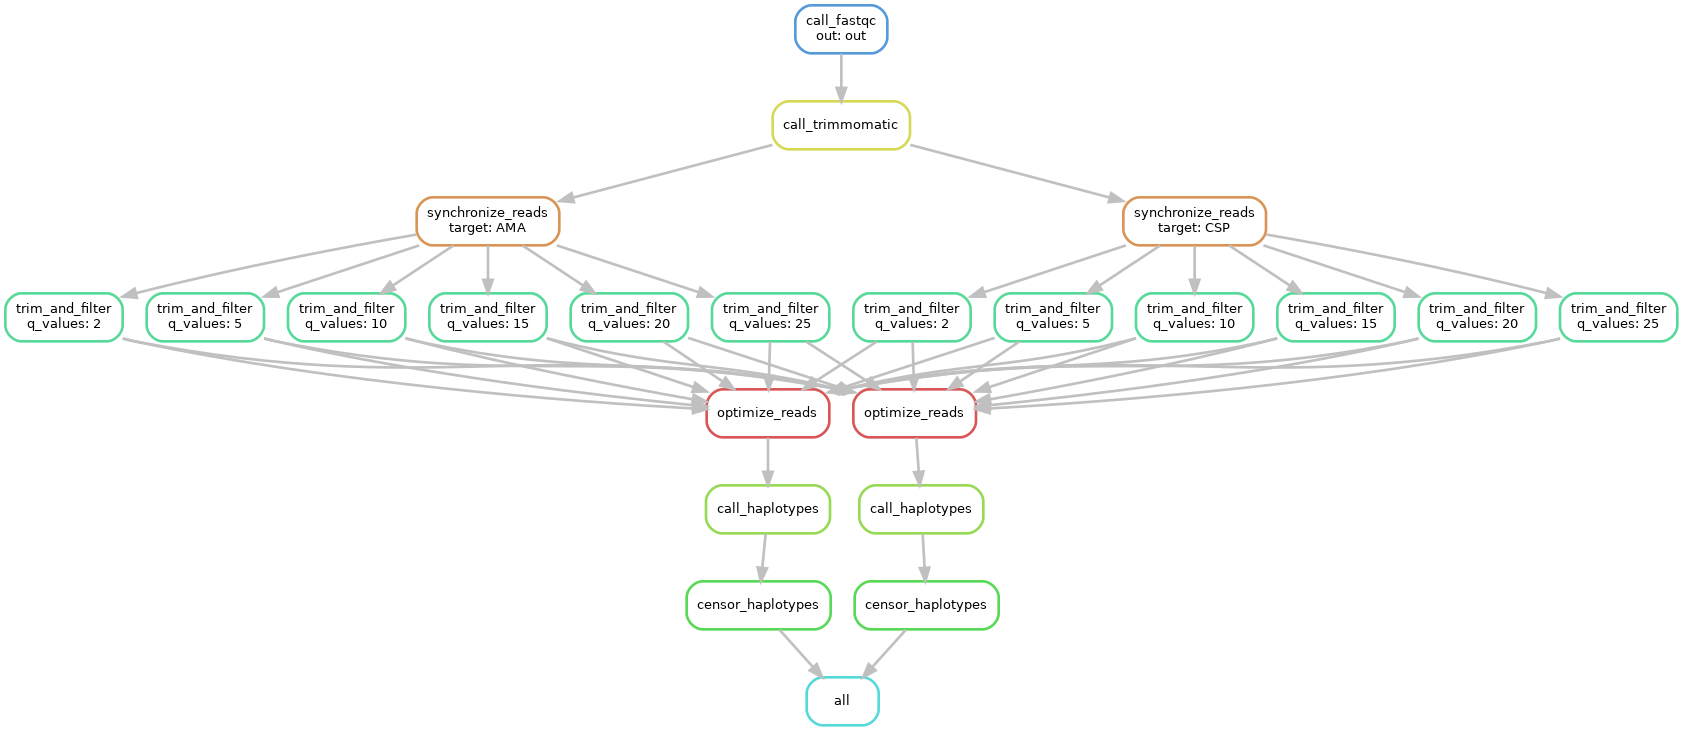 call_fastqc
out: out
call_trimmomatic
synchronize_reads
target: AMA
synchronize_reads
target: CSP
trim_and_filter
q_values: 2
trim_and_filter
q_values: 5
trim_and_filter
q_values: 10
trim_and_filter
q_values: 15
trim_and_filter
q_values: 20
trim_and_filter
q_values: 25
trim_and_filter
q_values: 2
trim_and_filter
q_values: 5
trim_and_filter
q_values: 10
trim_and_filter
q_values: 15
trim_and_filter
q_values: 20
trim_and_filter
q_values: 25
optimize_reads
optimize_reads
call_haplotypes
call_haplotypes
censor_haplotypes
censor_haplotypes
all